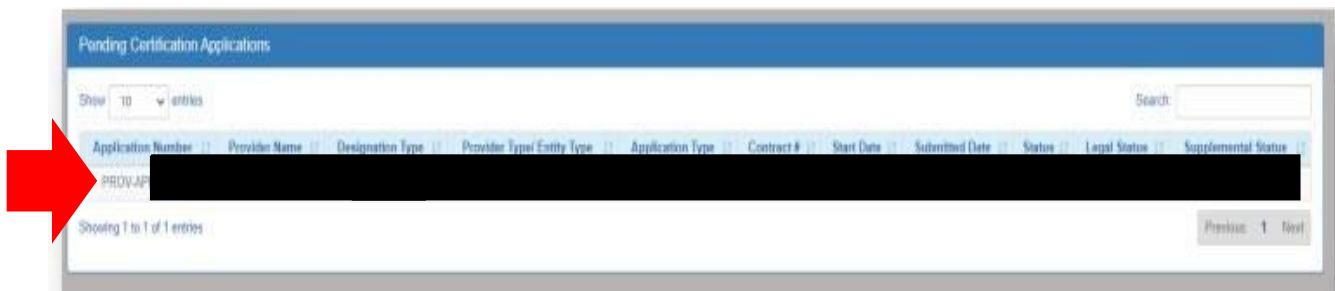 Pending Certification Applications
Show 10 entries Search:
Application Number Provider Name Designation Type Provider Type/ Entity Type Application Type Contract # Start Date Submitted Date Status Legal Status Supplemental Status
PROV-AP
Showing 1 to 1 of 1 entries Previous 1 Next